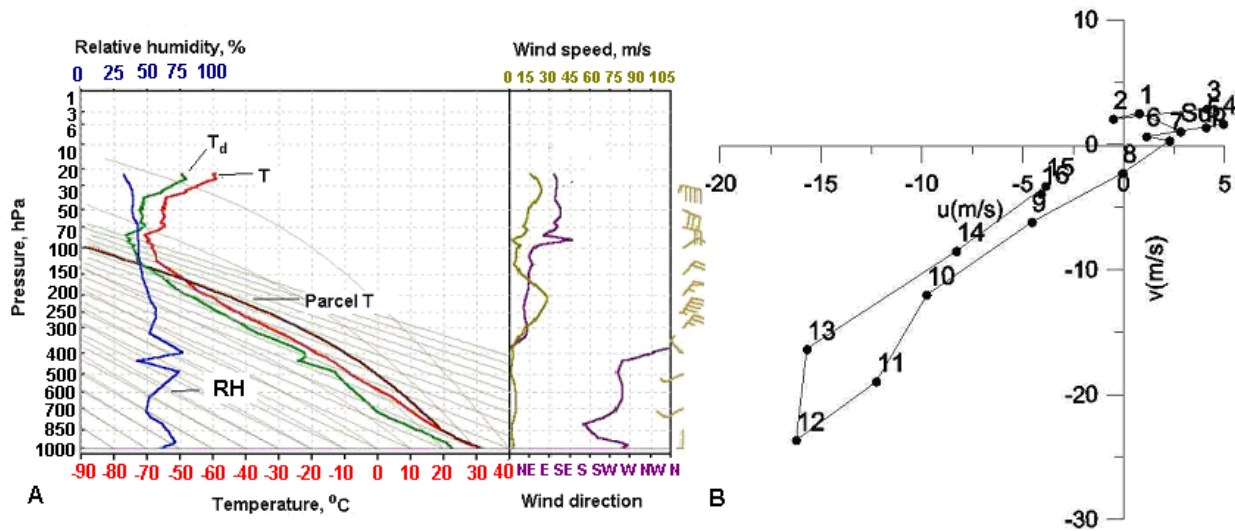 Relative humidity, %
0 25 50 75 100
Wind speed, m/s
0 15 30 45 60 75 90 105
Pressure, hPa
1
3
6
10
20
30
50
70
100
150
200
250
300
400
500
600
700
850
1000
Td
T
Parcel T
RH
-90 -80 -70 -60 -50 -40 -30 -20 -10 0 10 20 30 40
NE E SE S SW W NW N
A
Temperature, °C
Wind direction
10
0
-10
-20
-30
-20 -15 -10 -5 0 5
u(m/s)
v(m/s)
2 1 3 4
6 7
8
15
16
9
14
10
13
11
12
B